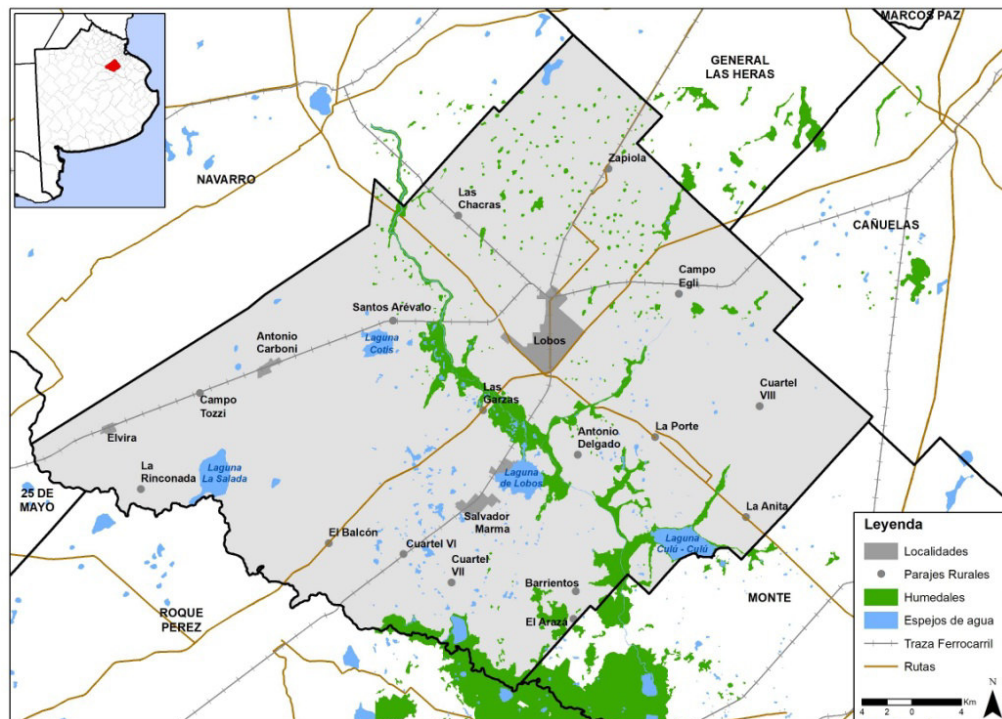 MARCOS PAZ
GENERAL
LAS HERAS
NAVARRO
Zapiola
Las
Chacras
CAÑUELAS
Campo
Egli
Santos Arévalo
Antonio
Carboni
Laguna
Cotis
Lobos
Campo
Tozzi
Las
Garzas
Cuartel
VIII
Elvira
La Porte
Antonio
Delgado
La
Rinconada
Laguna
La Salada
Laguna
de Lobos
25 DE
MAYO
Salvador
Marma
La Anita
El Balcón
Cuartel VI
Laguna
Culú - Culú
Cuartel
VII
Barrientos
MONTE
ROQUE
PEREZ
El Araza
Leyenda
Localidades
Parajes Rurales
Humedales
Espejos de agua
Traza Ferrocarril
Rutas
N
4 2 0 4 Km